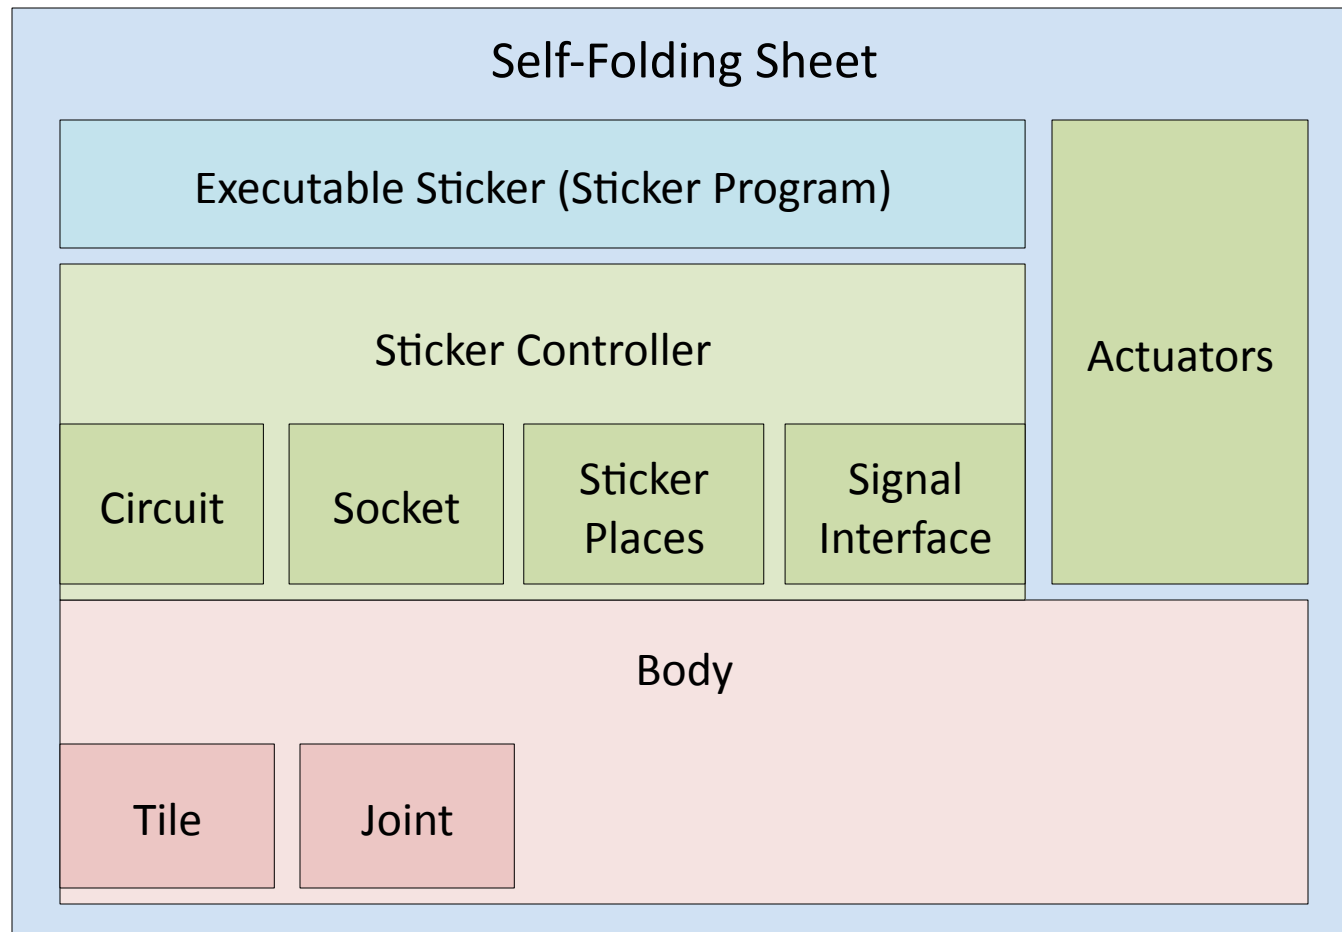 Self-Folding Sheet
Executable Sticker (Sticker Program)
Sticker Controller
Actuators
Circuit
Socket
Sticker
Places
Signal
Interface
Body
Tile
Joint